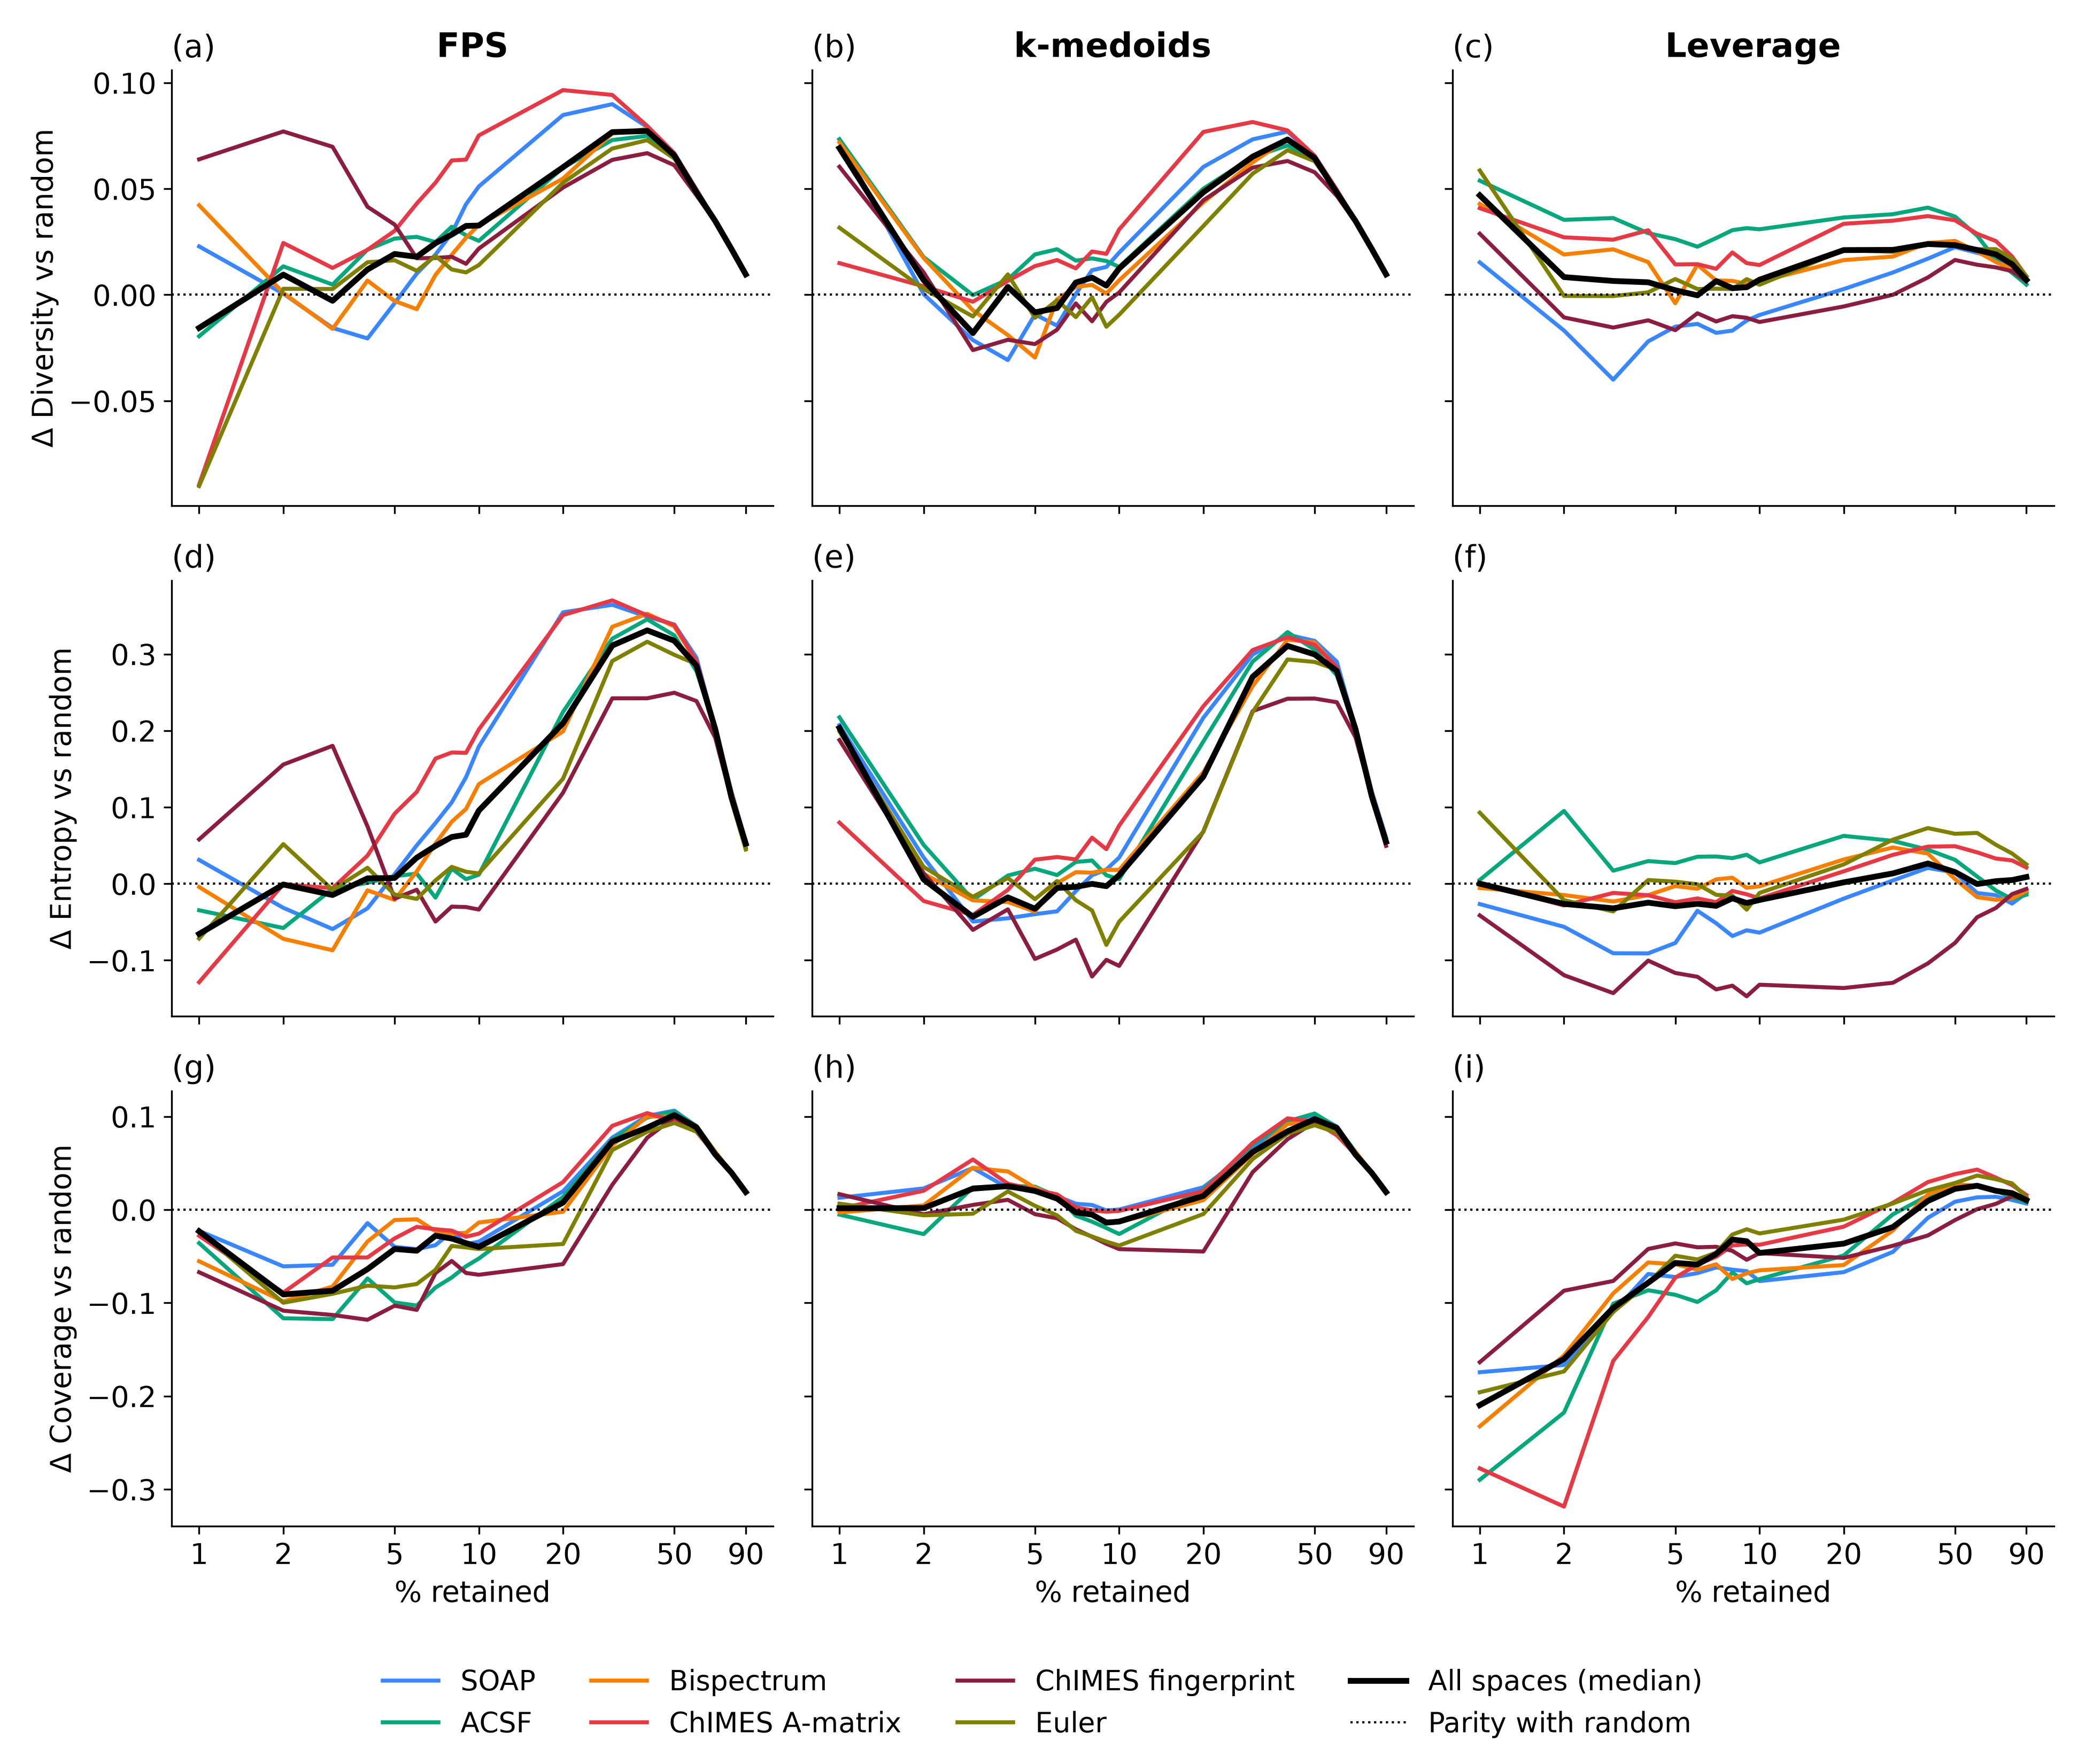 (a) FPS
(b) k-medoids
(c) Leverage
0.10
0.05
0.00
−0.05
Δ Diversity vs random
(d)
(e)
(f)
0.3
0.2
0.1
0.0
−0.1
Δ Entropy vs random
(g)
(h)
(i)
0.1
0.0
−0.1
−0.2
−0.3
Δ Coverage vs random
1 2 5 10 20 50 90
1 2 5 10 20 50 90
1 2 5 10 20 50 90
% retained
% retained
% retained
SOAP Bispectrum ChIMES fingerprint All spaces (median)
ACSF ChIMES A-matrix Euler Parity with random